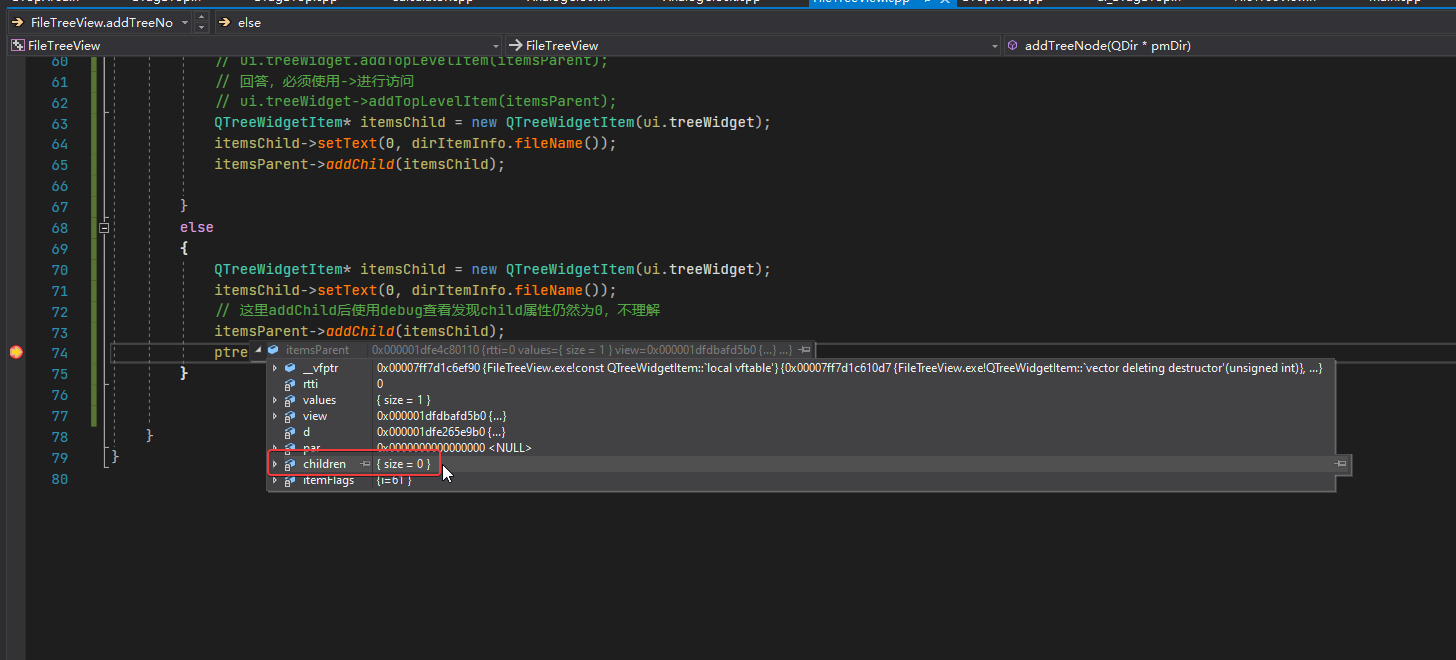 FileTreeView.cpp
FileTreeView.addTreeNo
else
FileTreeView
FileTreeView
addTreeNode(QDir * pmDir)
60 // ui.treeWidget.addTopLevelItem(itemsParent);
61 // 回答，必须使用->进行访问
62 // ui.treeWidget->addTopLevelItem(itemsParent);
63 QTreeWidgetItem* itemsChild = new QTreeWidgetItem(ui.treeWidget);
64 itemsChild->setText(0, dirItemInfo.fileName());
65 itemsParent->addChild(itemsChild);
66
67 }
68 else
69 {
70 QTreeWidgetItem* itemsChild = new QTreeWidgetItem(ui.treeWidget);
71 itemsChild->setText(0, dirItemInfo.fileName());
72 // 这里addChild后使用debug查看发现child属性仍然为0，不理解
73 itemsParent->addChild(itemsChild);
74 ptre
itemsParent 0x000001dfe4c80110 {rtti=0 values={ size = 1 } view=0x000001dfdbafd5b0 {...} ...}
__vfptr 0x00007ff7d1c6ef90 {FileTreeView.exe!const QTreeWidgetItem::`local vftable'} {0x00007ff7d1c610d7 {FileTreeView.exe!QTreeWidgetItem::`vector deleting destructor'(unsigned int)}, ...}
75 }
rtti 0
76
values { size = 1 }
77
view 0x000001dfdbafd5b0 {...}
78 }
d 0x000001dfe265e9b0 {...}
par 0x0000000000000000 <NULL>
79 }
children { size = 0 }
80
itemFlags {i=61 }